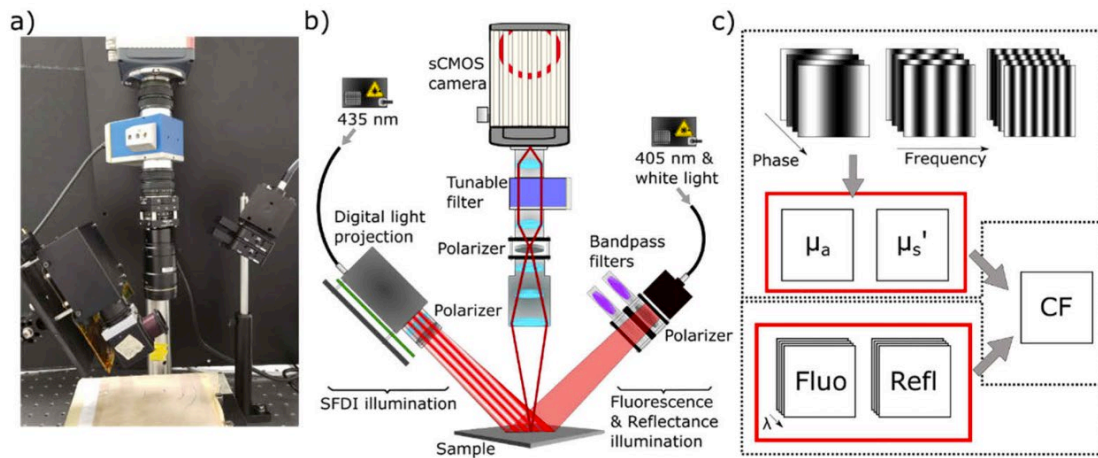 a)
b)
sCMOS
camera
435 nm
405 nm &
white light
Tunable
filter
Digital light
projection
Polarizer
Bandpass
filters
Polarizer
Polarizer
SFDI illumination
Fluorescence
& Reflectance
illumination
Sample
c)
Phase
Frequency
μa
μs'
CF
Fluo
Refl
λ